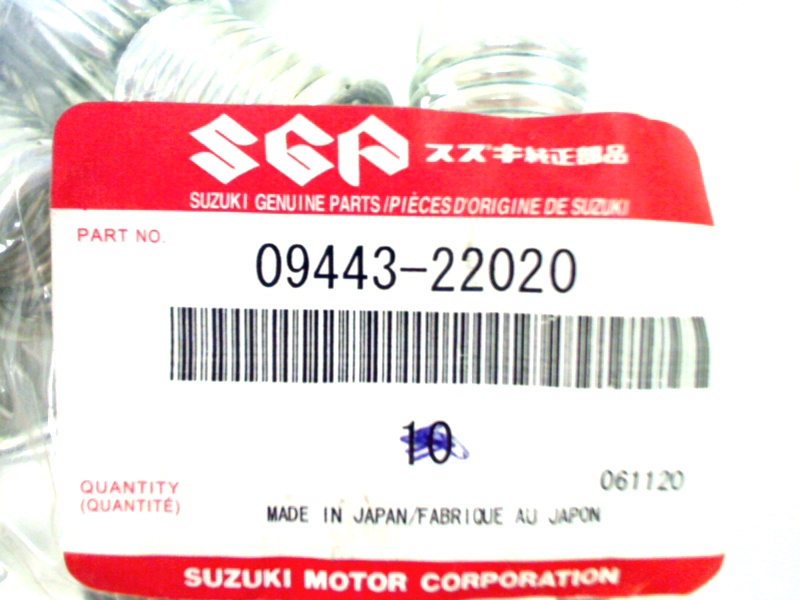 SGP スズキ純正部品
SUZUKI GENUINE PARTS/PIÈCES D'ORIGINE DE SUZUKI
PART NO.
09443-22020
10
QUANTITY
(QUANTITÉ)
061120
MADE IN JAPAN/FABRIQUE AU JAPON
SUZUKI MOTOR CORPORATION